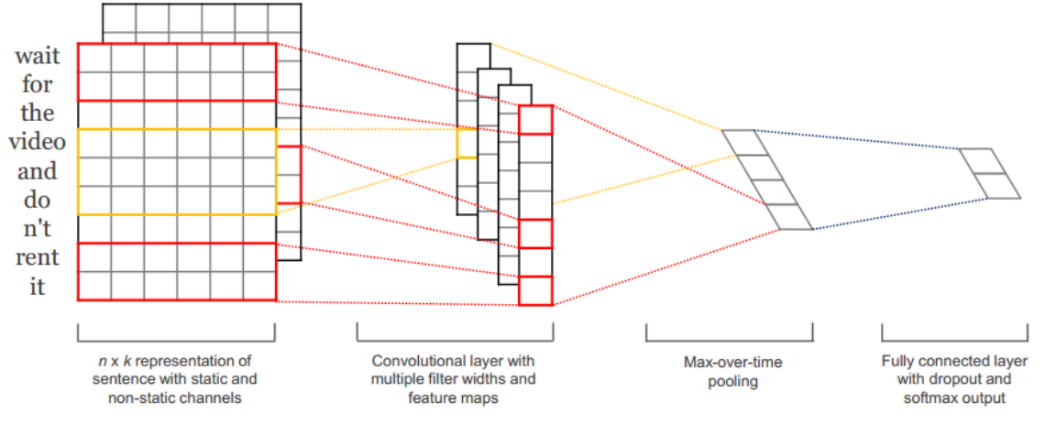 wait
for
the
video
and
do
n't
rent
it
n x k representation of
sentence with static and
non-static channels
Convolutional layer with
multiple filter widths and
feature maps
Max-over-time
pooling
Fully connected layer
with dropout and
softmax output